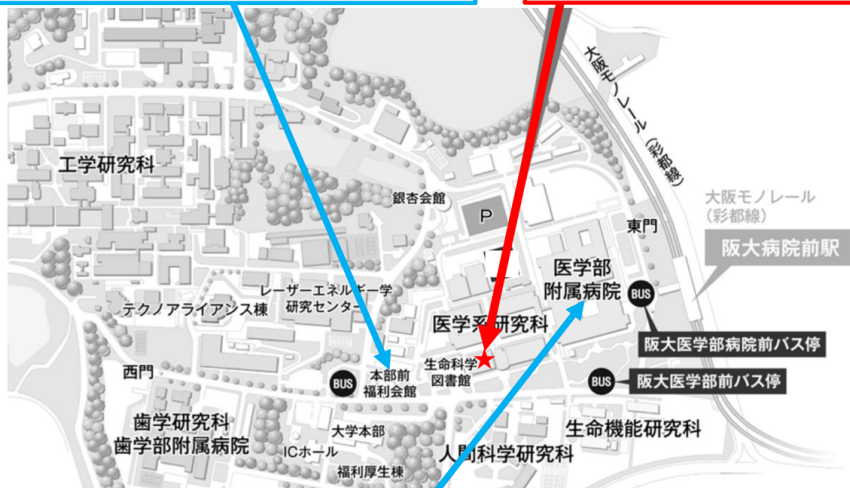 大阪モノレール（彩都線）
工学研究科
銀杏会館
P
大阪モノレール
（彩都線）
東門
阪大病院前駅
医学部
附属病院
BUS
レーザーエネルギー学
研究センター
テクノアライアンス棟
医学系研究科
阪大医学部病院前バス停
西門
BUS
本部前
福利会館
生命科学
図書館
BUS
阪大医学部前バス停
歯学研究科
歯学部附属病院
大学本部
ICホール
福利厚生棟
人間科学研究科
生命機能研究科